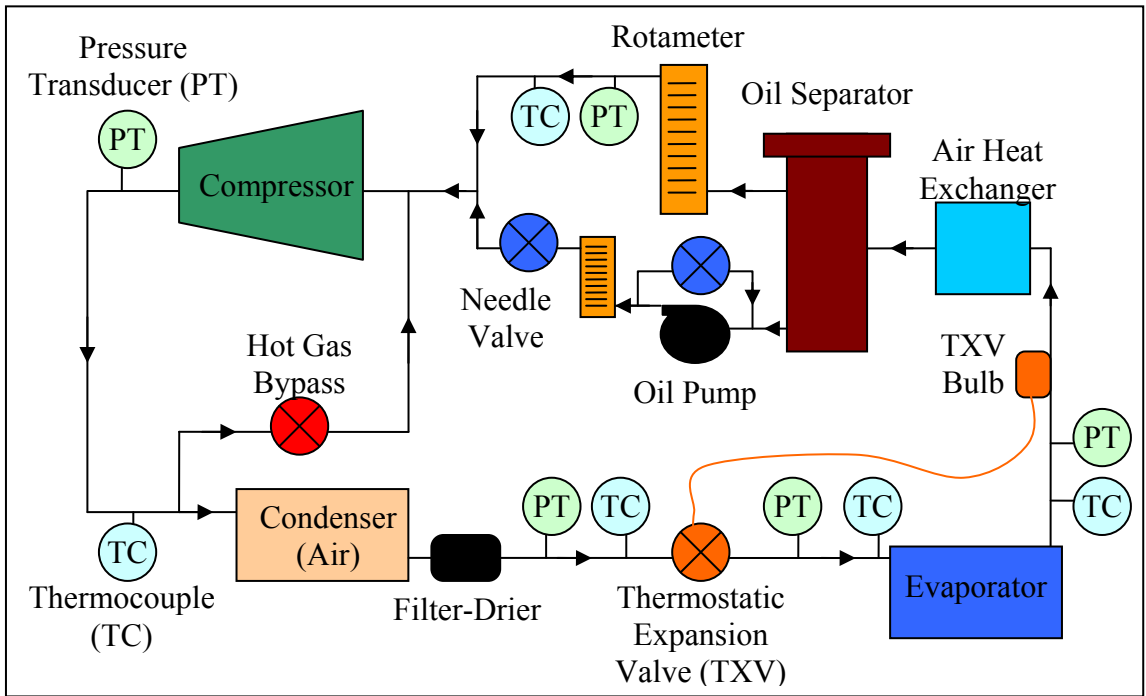 Pressure
Transducer (PT)
PT
Compressor
Rotameter
TC
PT
Oil Separator
Air Heat
Exchanger
Needle
Valve
Oil Pump
TXV
Bulb
Hot Gas
Bypass
PT
TC
Condenser
(Air)
TC
Thermocouple
(TC)
Filter-Drier
PT
TC
Thermostatic
Expansion
Valve (TXV)
PT
TC
Evaporator